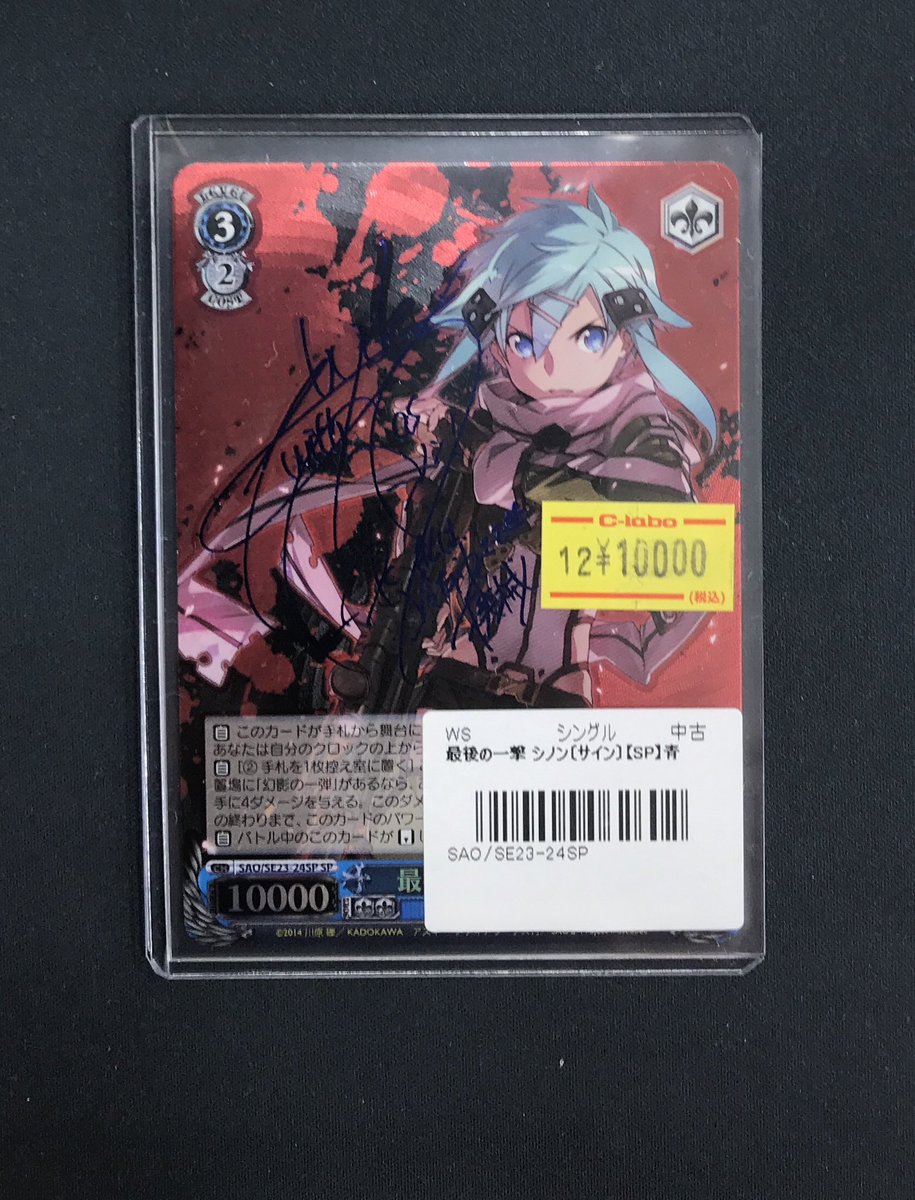 LEVEL
3
2
COST
C-labo
12¥10000
(税込)
このカードが手札から舞台に
あなたは自分のクロックの上から
[② 手札を1枚控え室に置く]
置場に「幻影の一弾」があるなら、
手に4ダメージを与える。このダメ
の終わりまで、このカードのパワー
バトル中のこのカードが
WS シングル 中古
最後の一撃 シノン〔サイン〕【SP】青
SAO/SE23-24SP
CH SAO/SE23-24SP SP
10000
最
©2014 川原 礫／KADOKAWA